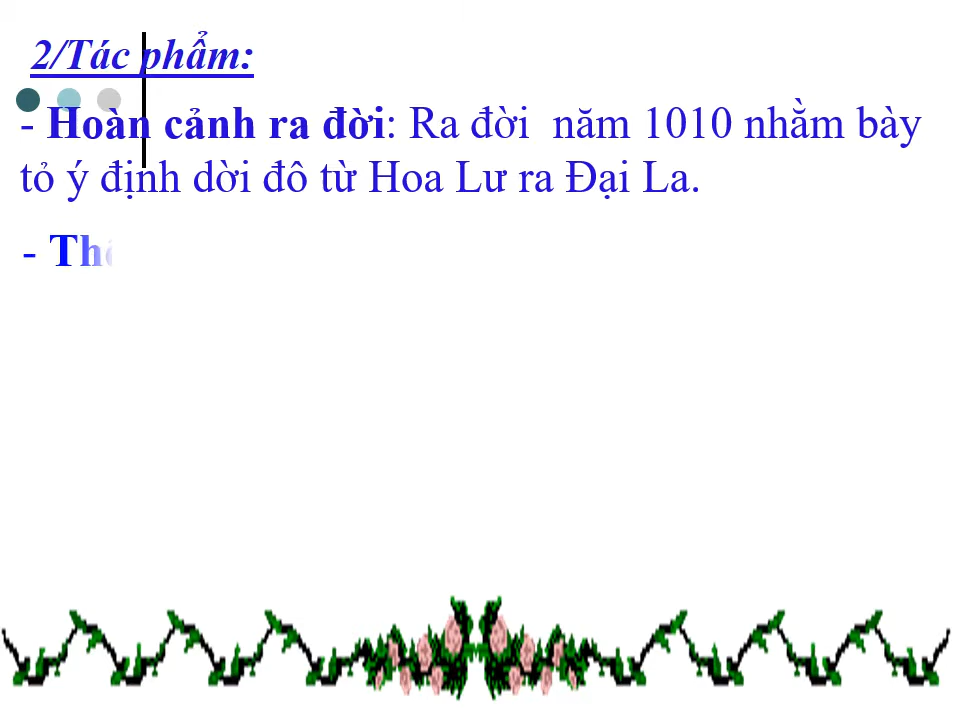 2/Tác phẩm:
- Hoàn cảnh ra đời: Ra đời năm 1010 nhằm bày
tỏ ý định dời đô từ Hoa Lư ra Đại La.
-